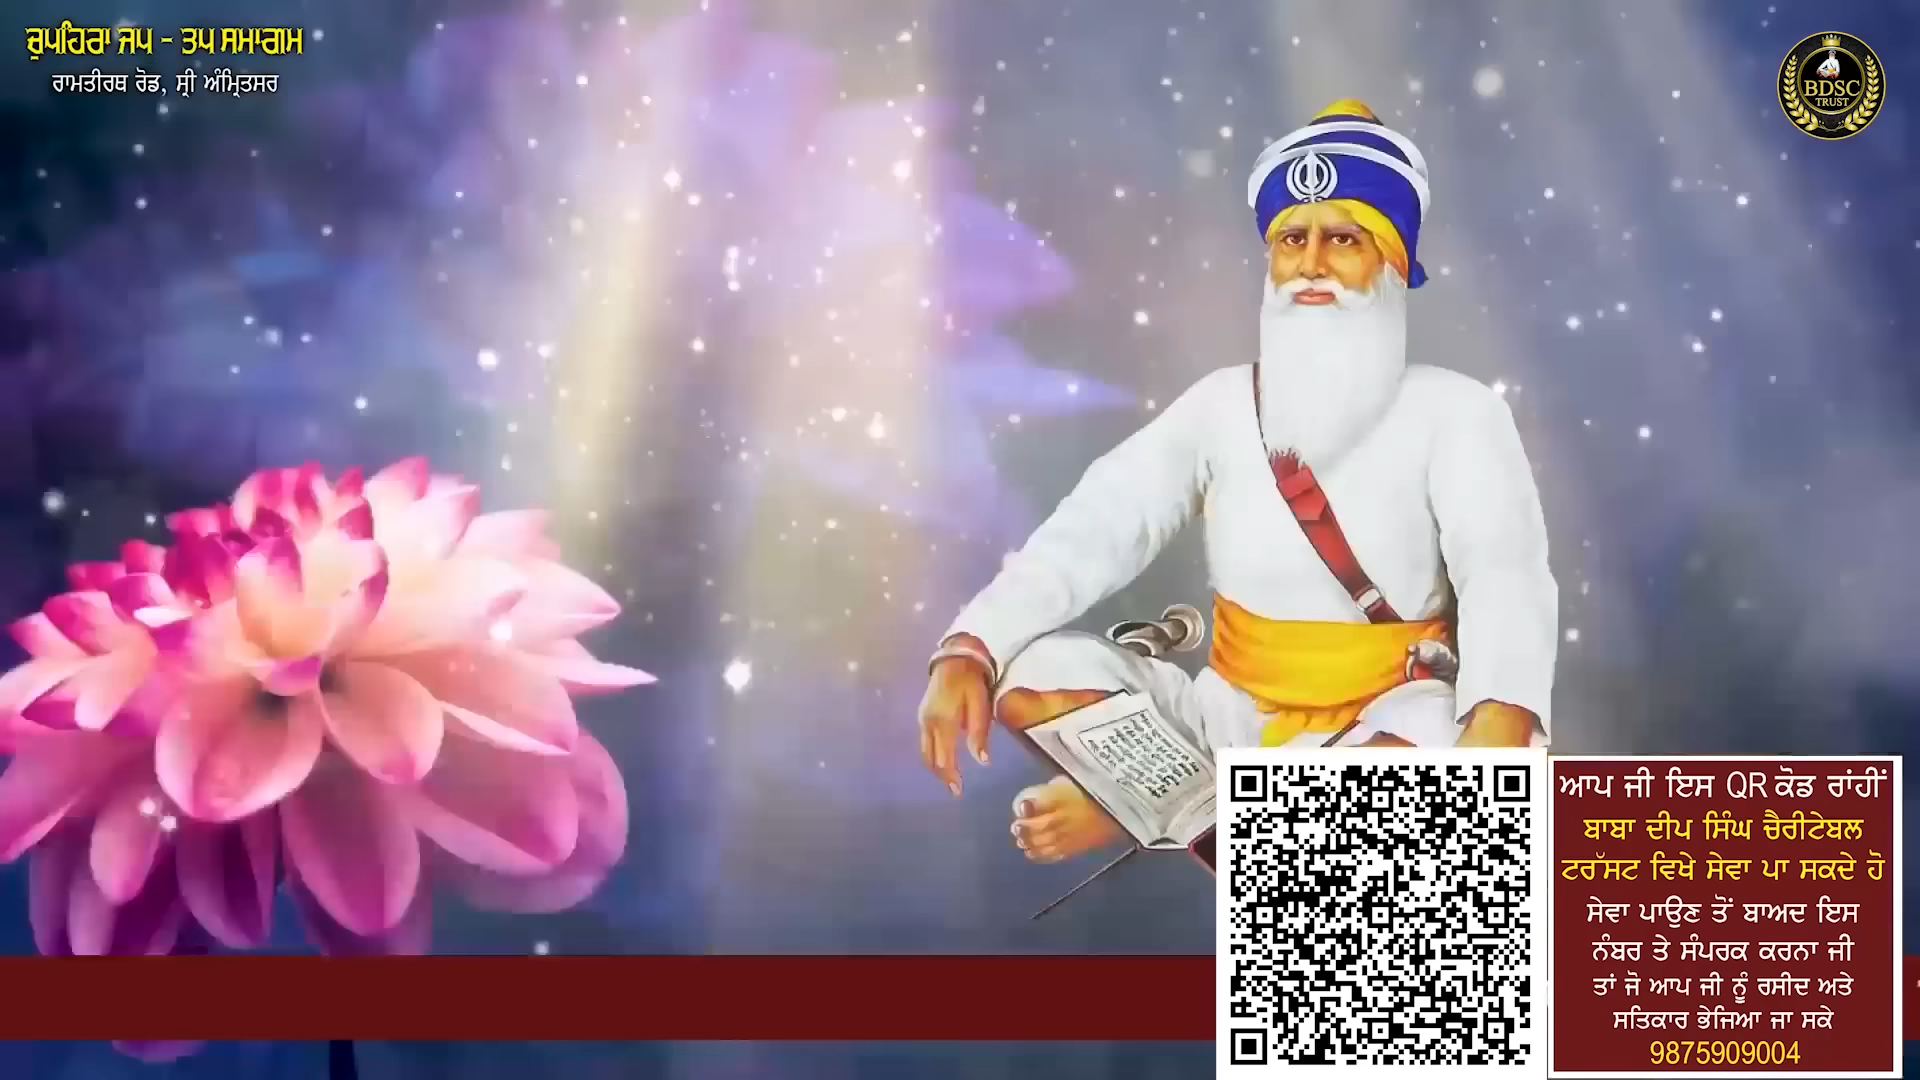 ਚੁਪਹਿਰਾ ਜਪ - ਤਪ ਸਮਾਗਮ
ਰਾਮਤੀਰਥ ਰੋਡ, ਸ੍ਰੀ ਅੰਮ੍ਰਿਤਸਰ
BDSC
TRUST
ਆਪ ਜੀ ਇਸ QR ਕੋਡ ਰਾਂਹੀਂ
ਬਾਬਾ ਦੀਪ ਸਿੰਘ ਚੈਰੀਟੇਬਲ
ਟਰੱਸਟ ਵਿਖੇ ਸੇਵਾ ਪਾ ਸਕਦੇ ਹੋ
ਸੇਵਾ ਪਾਉਣ ਤੋਂ ਬਾਅਦ ਇਸ
ਨੰਬਰ ਤੇ ਸੰਪਰਕ ਕਰਨਾ ਜੀ
ਤਾਂ ਜੋ ਆਪ ਜੀ ਨੂੰ ਰਸੀਦ ਅਤੇ
ਸਤਿਕਾਰ ਭੇਜਿਆ ਜਾ ਸਕੇ
9875909004